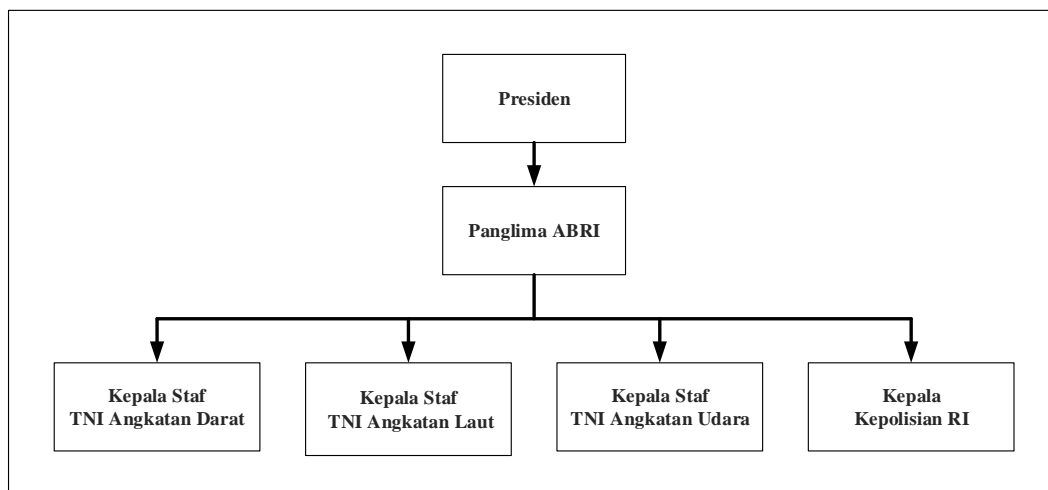 Presiden
Panglima ABRI
Kepala Staf
TNI Angkatan Darat
Kepala Staf
TNI Angkatan Laut
Kepala Staf
TNI Angkatan Udara
Kepala
Kepolisian RI